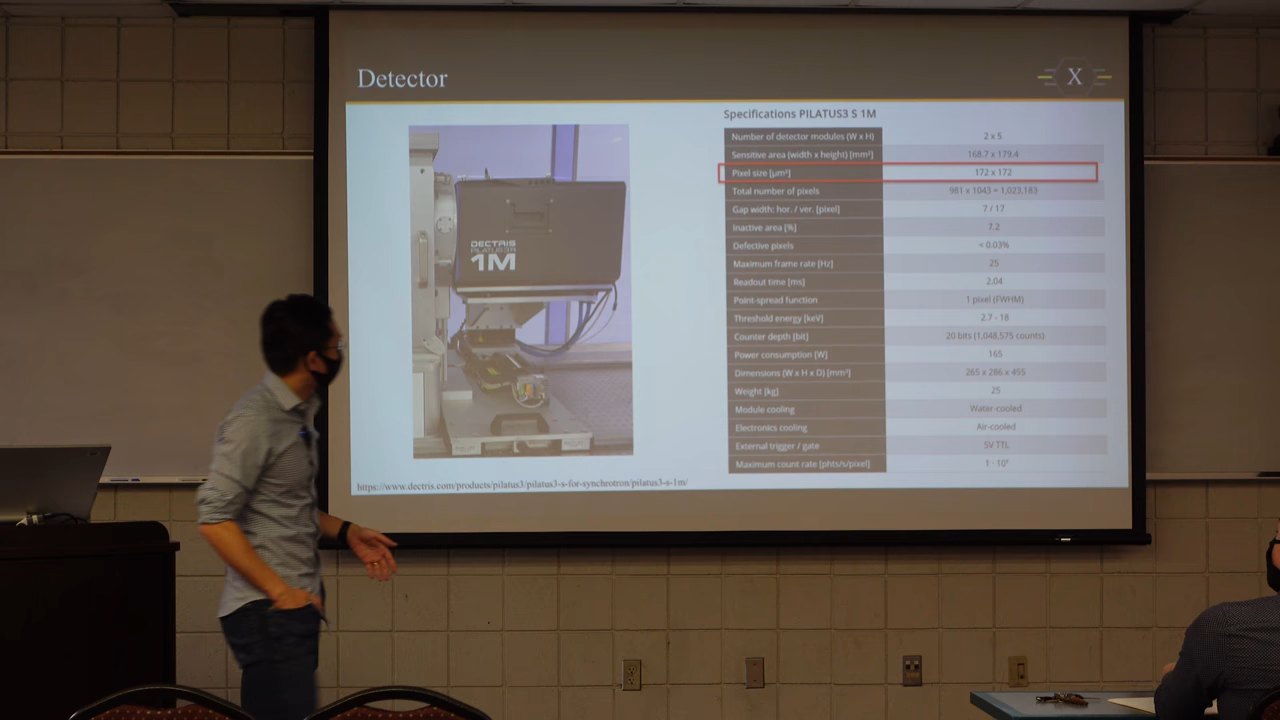 Detector
X
Specifications PILATUS3 S 1M
Number of detector modules (W x H) 2 x 5
Sensitive area (width x height) [mm²] 168.7 x 179.4
Pixel size [µm²] 172 x 172
Total number of pixels 981 x 1043 = 1,023,183
Gap width: hor. / ver. [pixel] 7 / 17
Inactive area [%] 7.2
Defective pixels < 0.03%
Maximum frame rate [Hz] 25
Readout time [ms] 2.04
Point-spread function 1 pixel (FWHM)
Threshold energy [keV] 2.7 - 18
Counter depth [bit] 20 bits (1,048,575 counts)
Power consumption [W] 165
Dimensions (W x H x D) [mm³] 265 x 286 x 455
Weight [kg] 25
Module cooling Water-cooled
Electronics cooling Air-cooled
External trigger / gate 5V TTL
Maximum count rate [phts/s/pixel] 1 · 10⁷
DECTRIS
1M
https://www.dectris.com/products/pilatus3/pilatus3-s-for-synchrotron/pilatus3-s-1m/